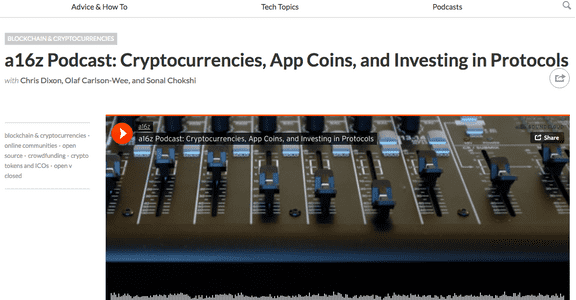 Advice & How To Tech Topics Podcasts
BLOCKCHAIN & CRYPTOCURRENCIES
a16z Podcast: Cryptocurrencies, App Coins, and Investing in Protocols
with Chris Dixon, Olaf Carlson-Wee, and Sonal Chokshi
blockchain & cryptocurrencies -
online communities - open
source - crowdfunding - crypto
tokens and ICOs - open v
closed
a16z
a16z Podcast: Cryptocurrencies, App Coins, and Investing in Protocols
Share